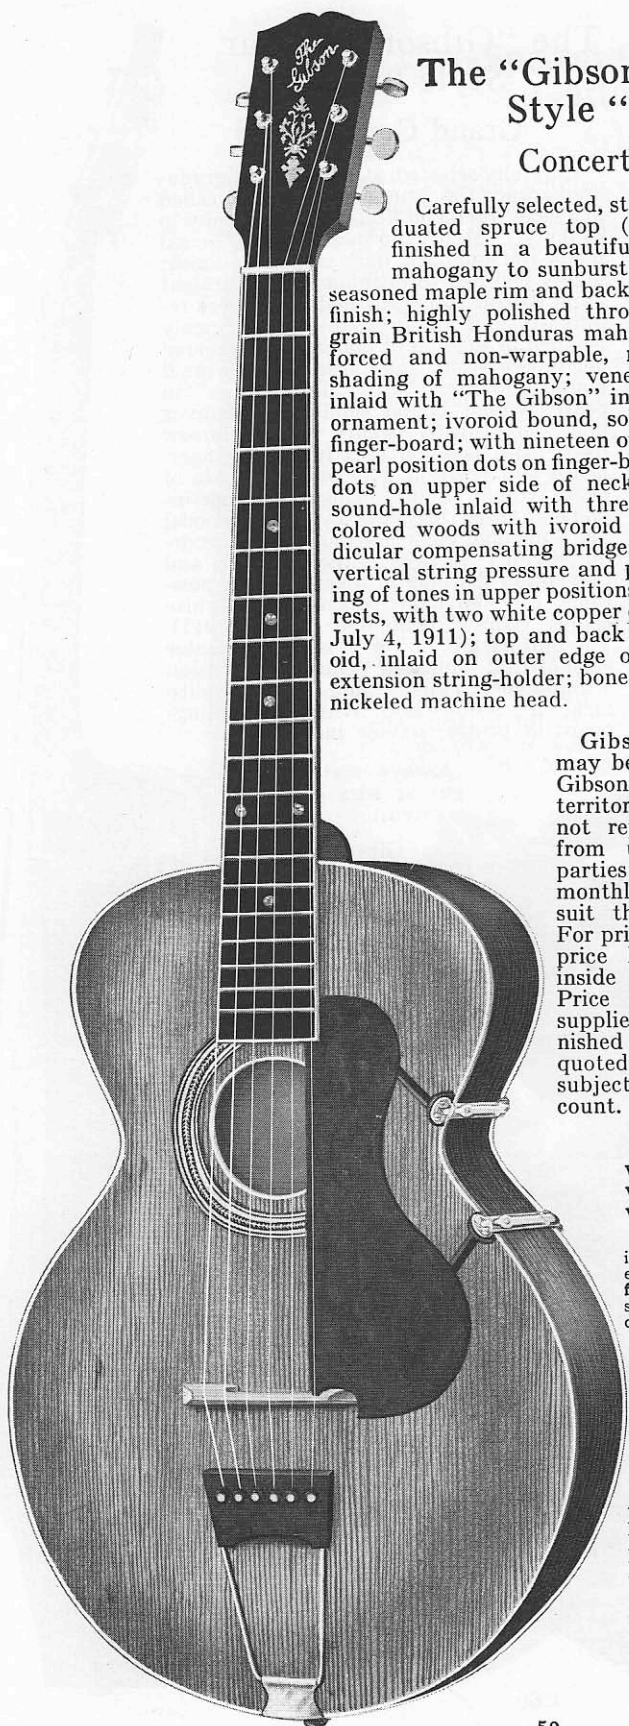 The
Gibson
The "Gibson
Style "
Concert
Carefully selected, st
duated spruce top (
finished in a beautiful
mahogany to sunburst
seasoned maple rim and back
finish; highly polished thro
grain British Honduras mah
forced and non-warpable, r
shading of mahogany; vene
inlaid with "The Gibson" in
ornament; ivoroid bound, so
finger-board; with nineteen o
pearl position dots on finger-b
dots on upper side of neck
sound-hole inlaid with thre
colored woods with ivoroid
dicular compensating bridge
vertical string pressure and p
ing of tones in upper positions
rests, with two white copper
July 4, 1911); top and back
oid, inlaid on outer edge o
extension string-holder; bone
nickeled machine head.
Gibs
may be
Gibson
territor
not re
from u
parties
monthl
suit th
For pri
price
inside
Price
supplie
nished
quoted
subject
count.
59